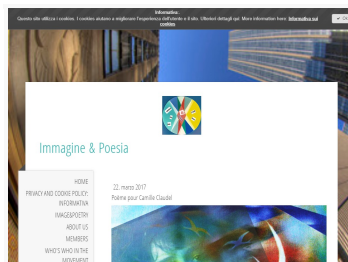 Informativa:
Questo sito utilizza i cookies. I cookies aiutano a migliorare l'esperienza dell'utente e il sito. Ulteriori dettagli qui. More information here: Informativa sui
cookies
Immagine & Poesia
HOME
PRIVACY AND COOKIE POLICY:
INFORMATIVA
IMAGE&POETRY
ABOUT US
MEMBERS
WHO'S WHO IN THE
MOVEMENT
22. marzo 2017
Poème pour Camille Claudel